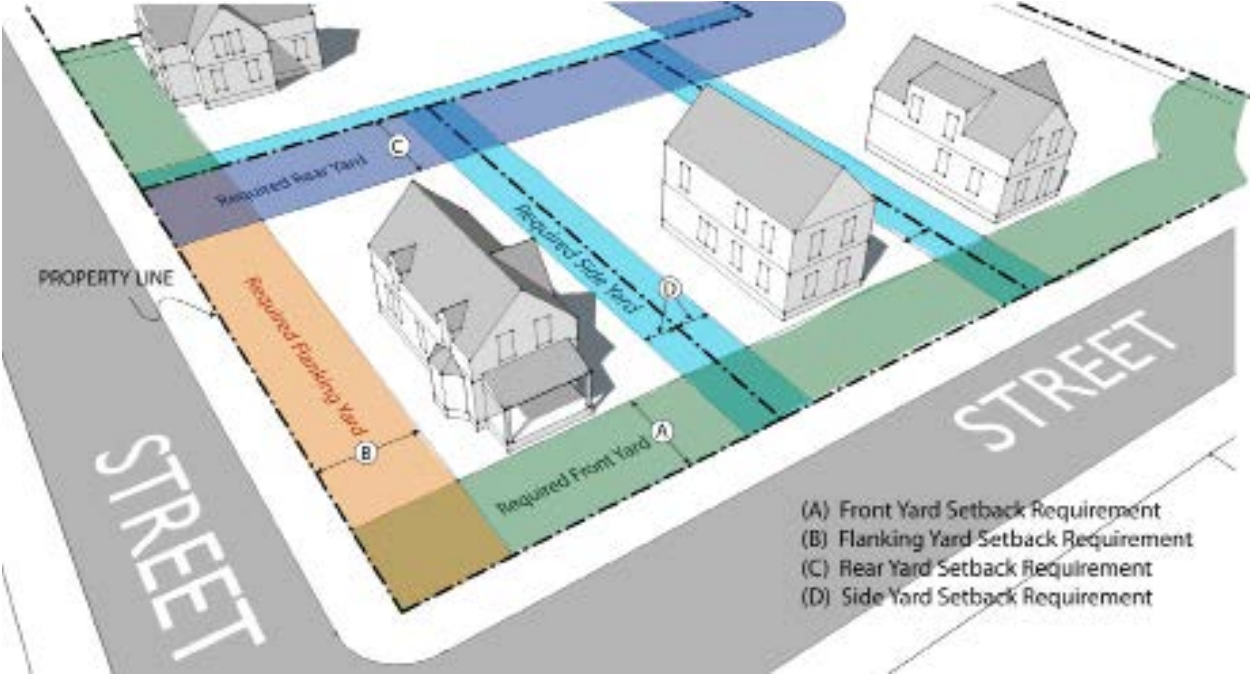 Required Rear Yard
C
Required Side Yard
PROPERTY LINE
Required Flanking Yard
D
B
A
Required Front Yard
STREET
STREET
(A) Front Yard Setback Requirement
(B) Flanking Yard Setback Requirement
(C) Rear Yard Setback Requirement
(D) Side Yard Setback Requirement